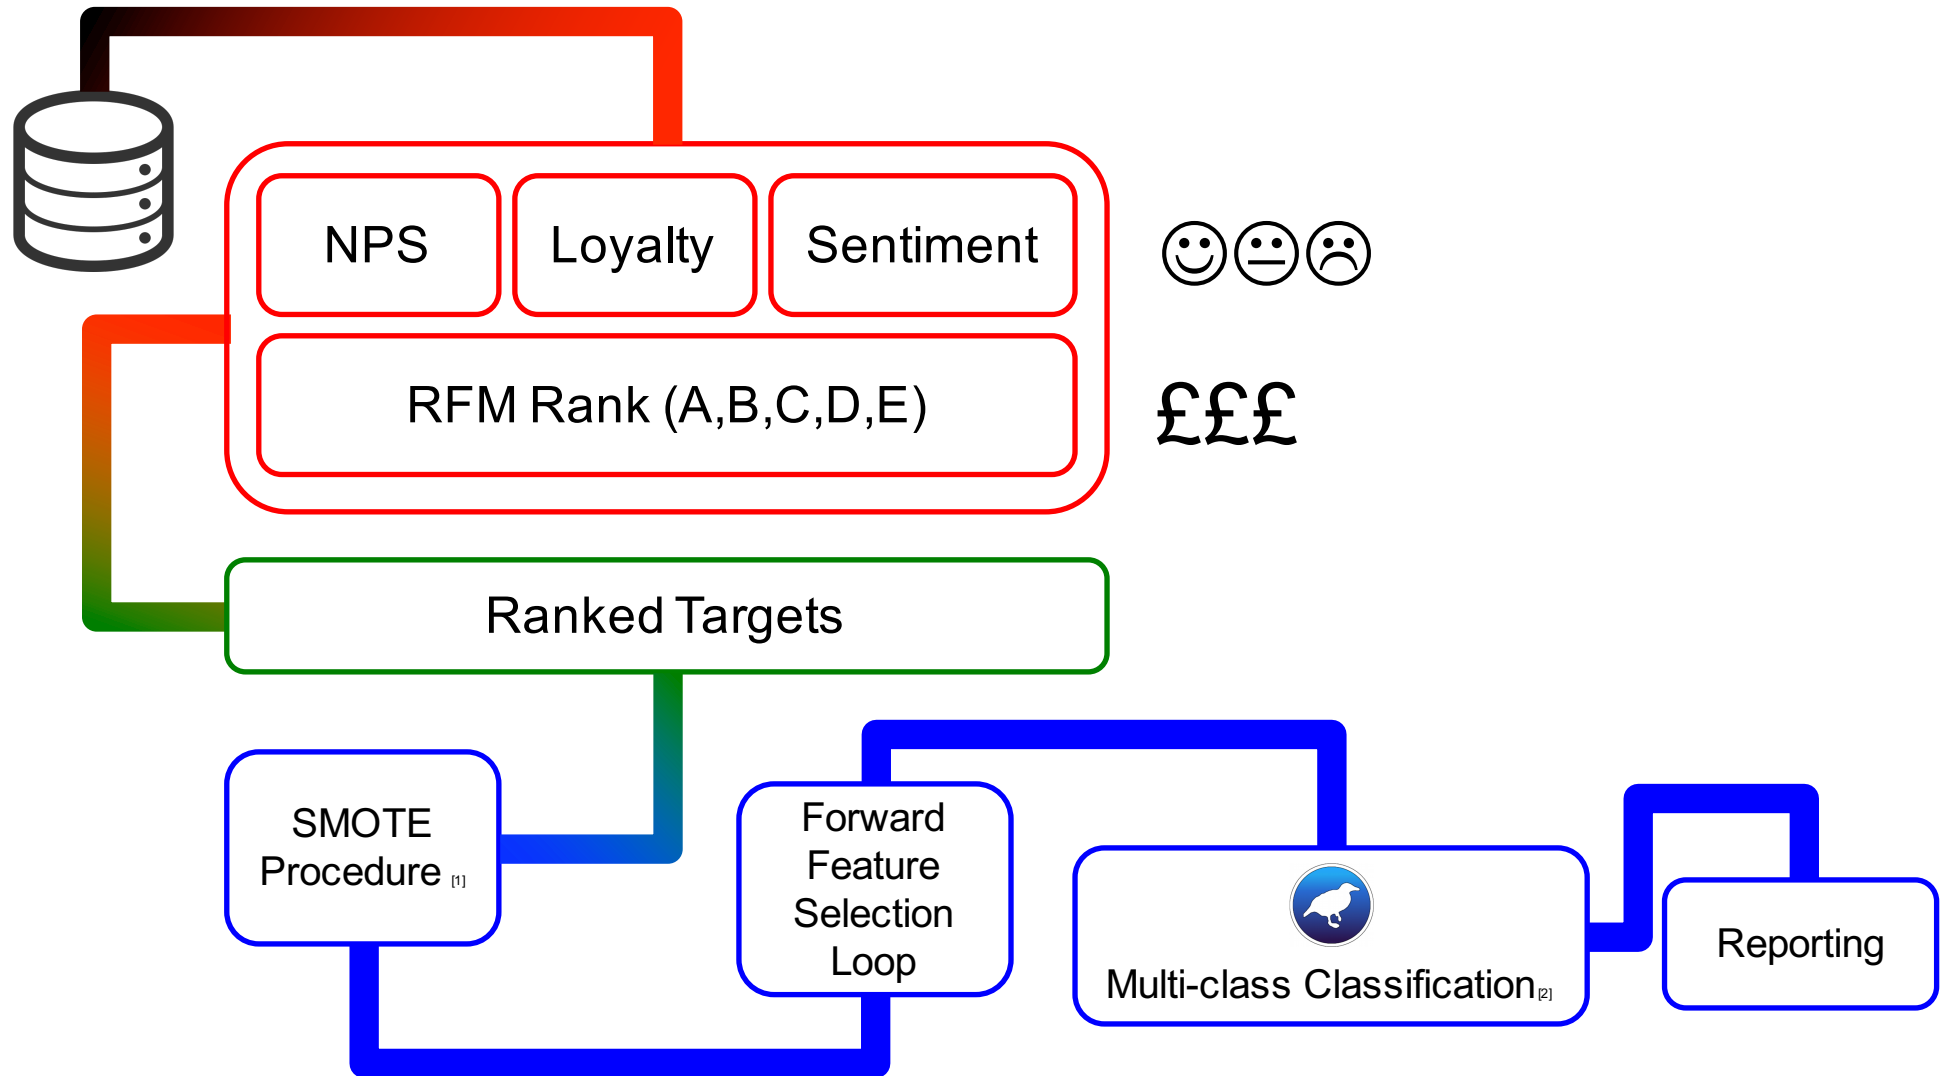 NPS
Loyalty
Sentiment
RFM Rank (A,B,C,D,E)
£££
Ranked Targets
SMOTE
Procedure [1]
Forward
Feature
Selection
Loop
Multi-class Classification[2]
Reporting